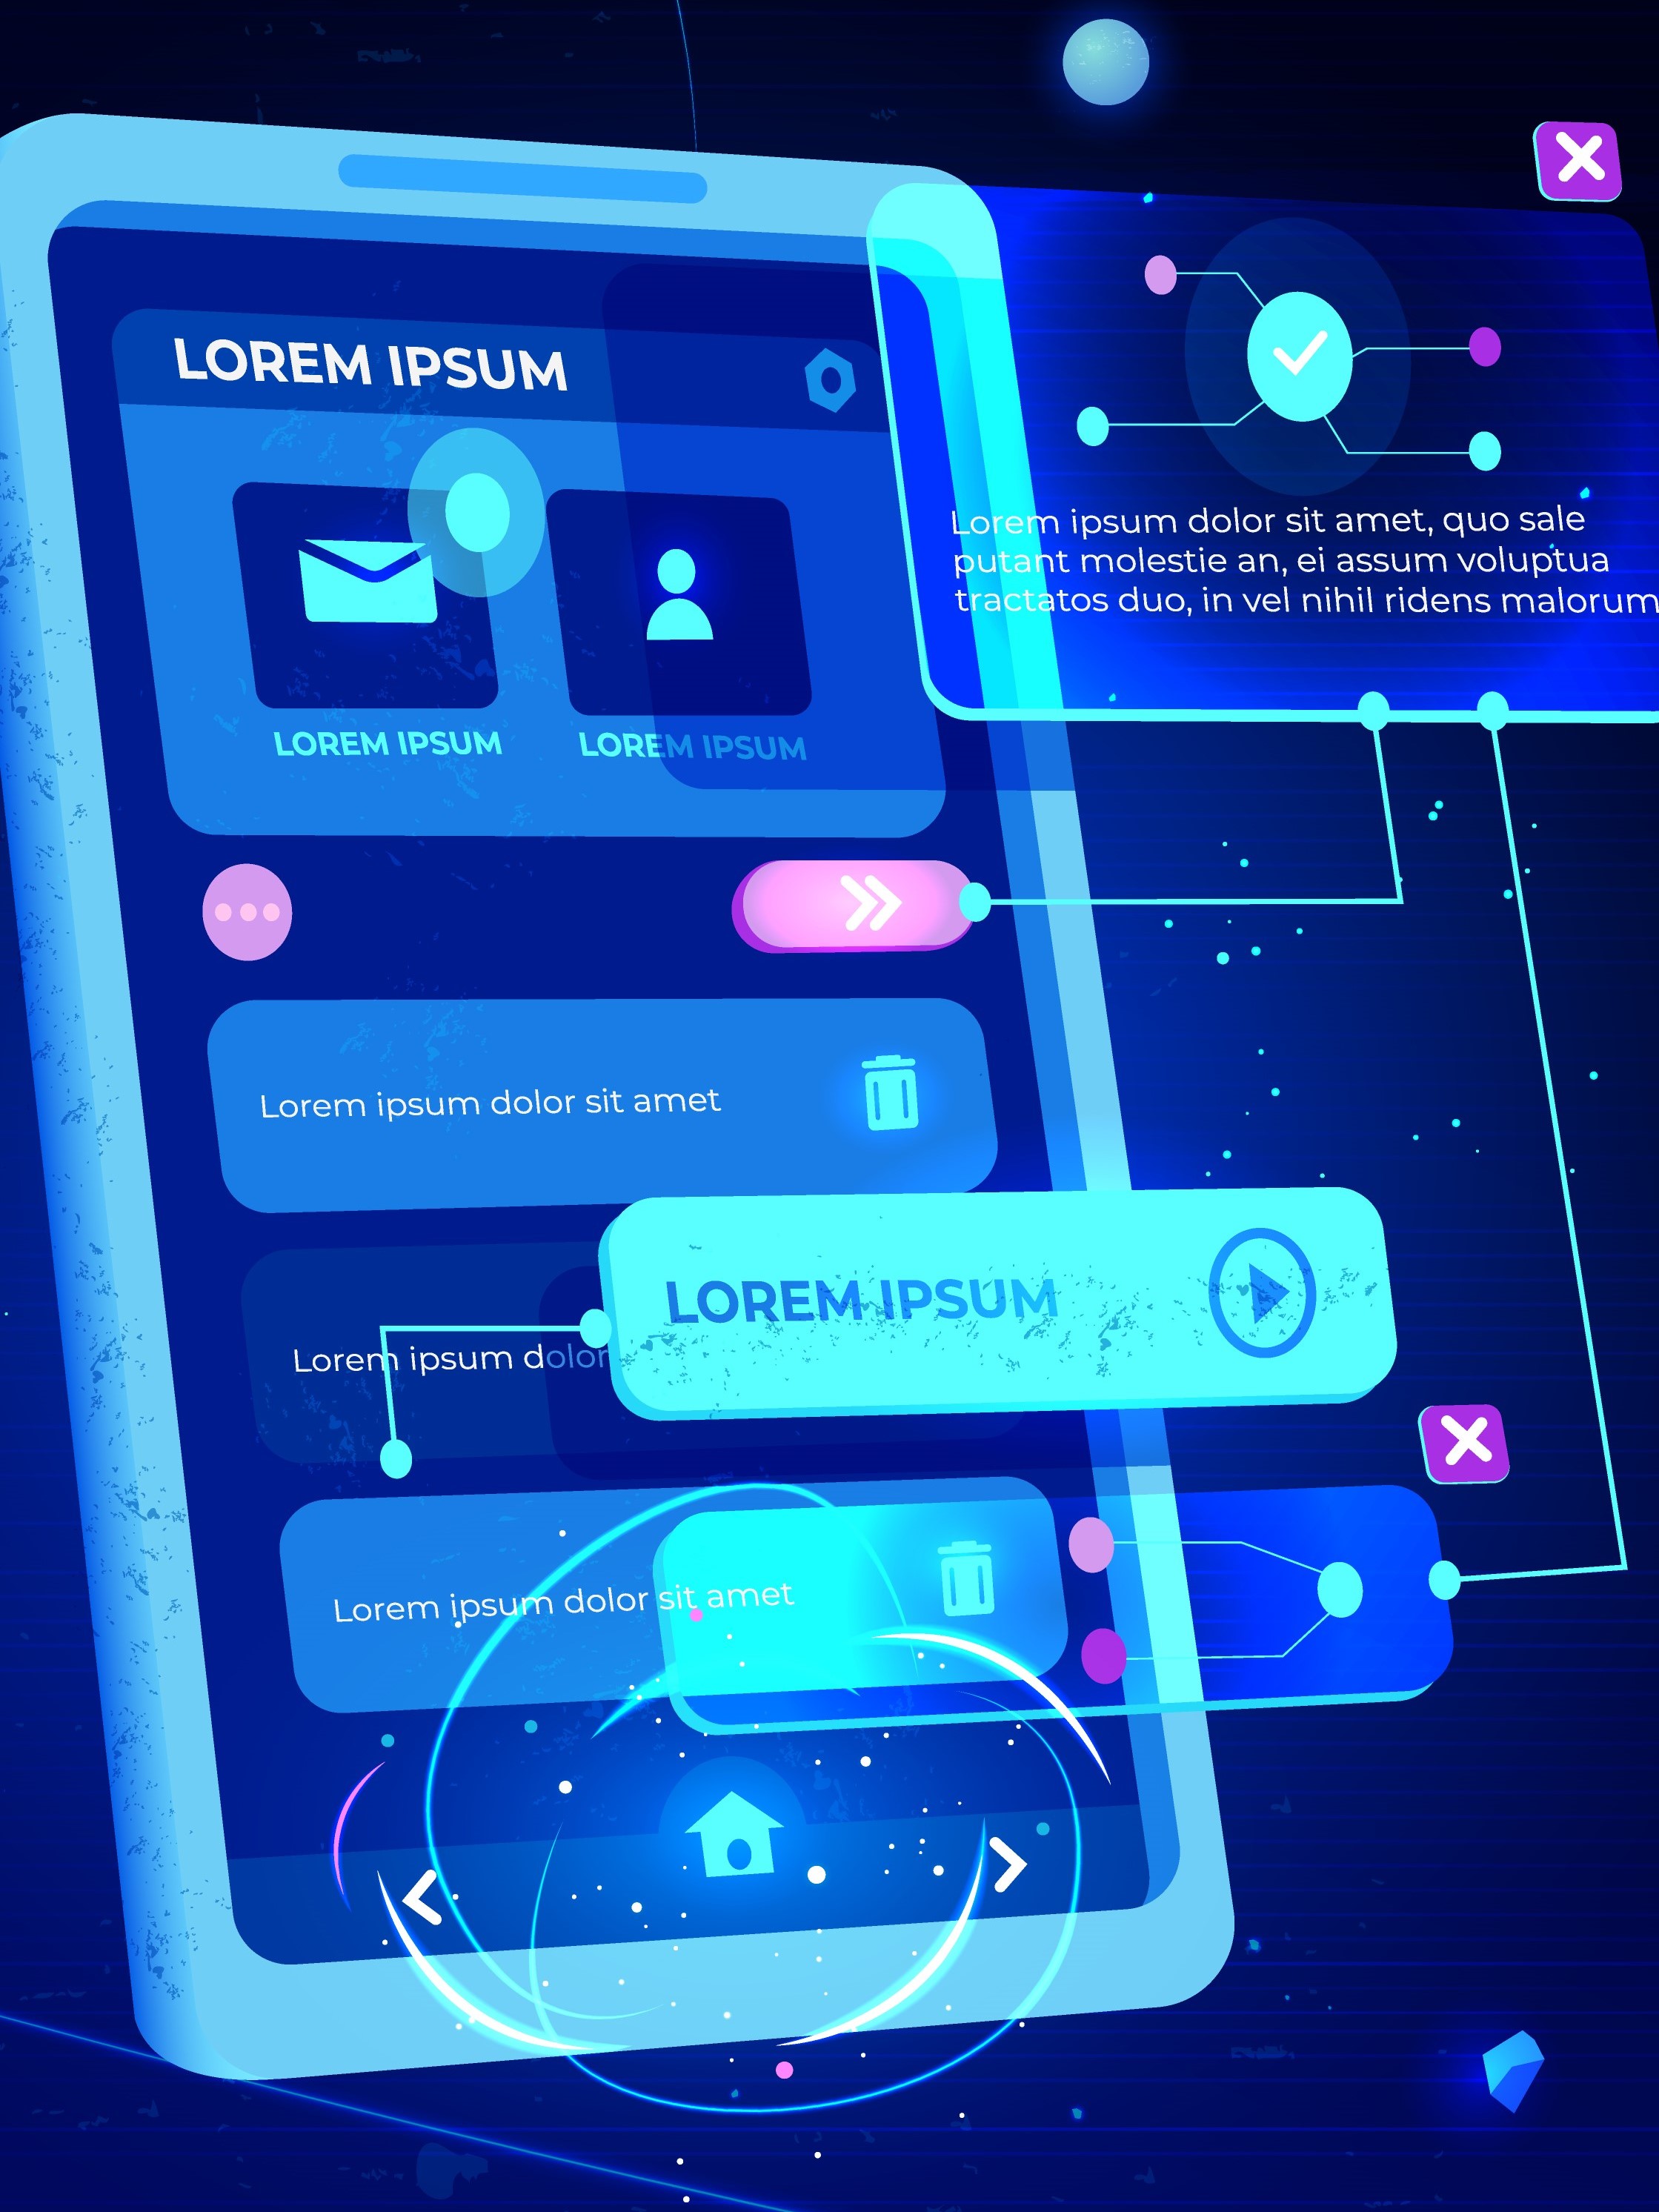 LOREM IPSUM
Lorem ipsum dolor sit amet, quo sale
putant molestie an, ei assum voluptua
tractatos duo, in vel nihil ridens malorum
LOREM IPSUM
LOREM IPSUM
Lorem ipsum dolor sit amet
LOREM IPSUM
Lorem ipsum dolor
Lorem ipsum dolor sit amet